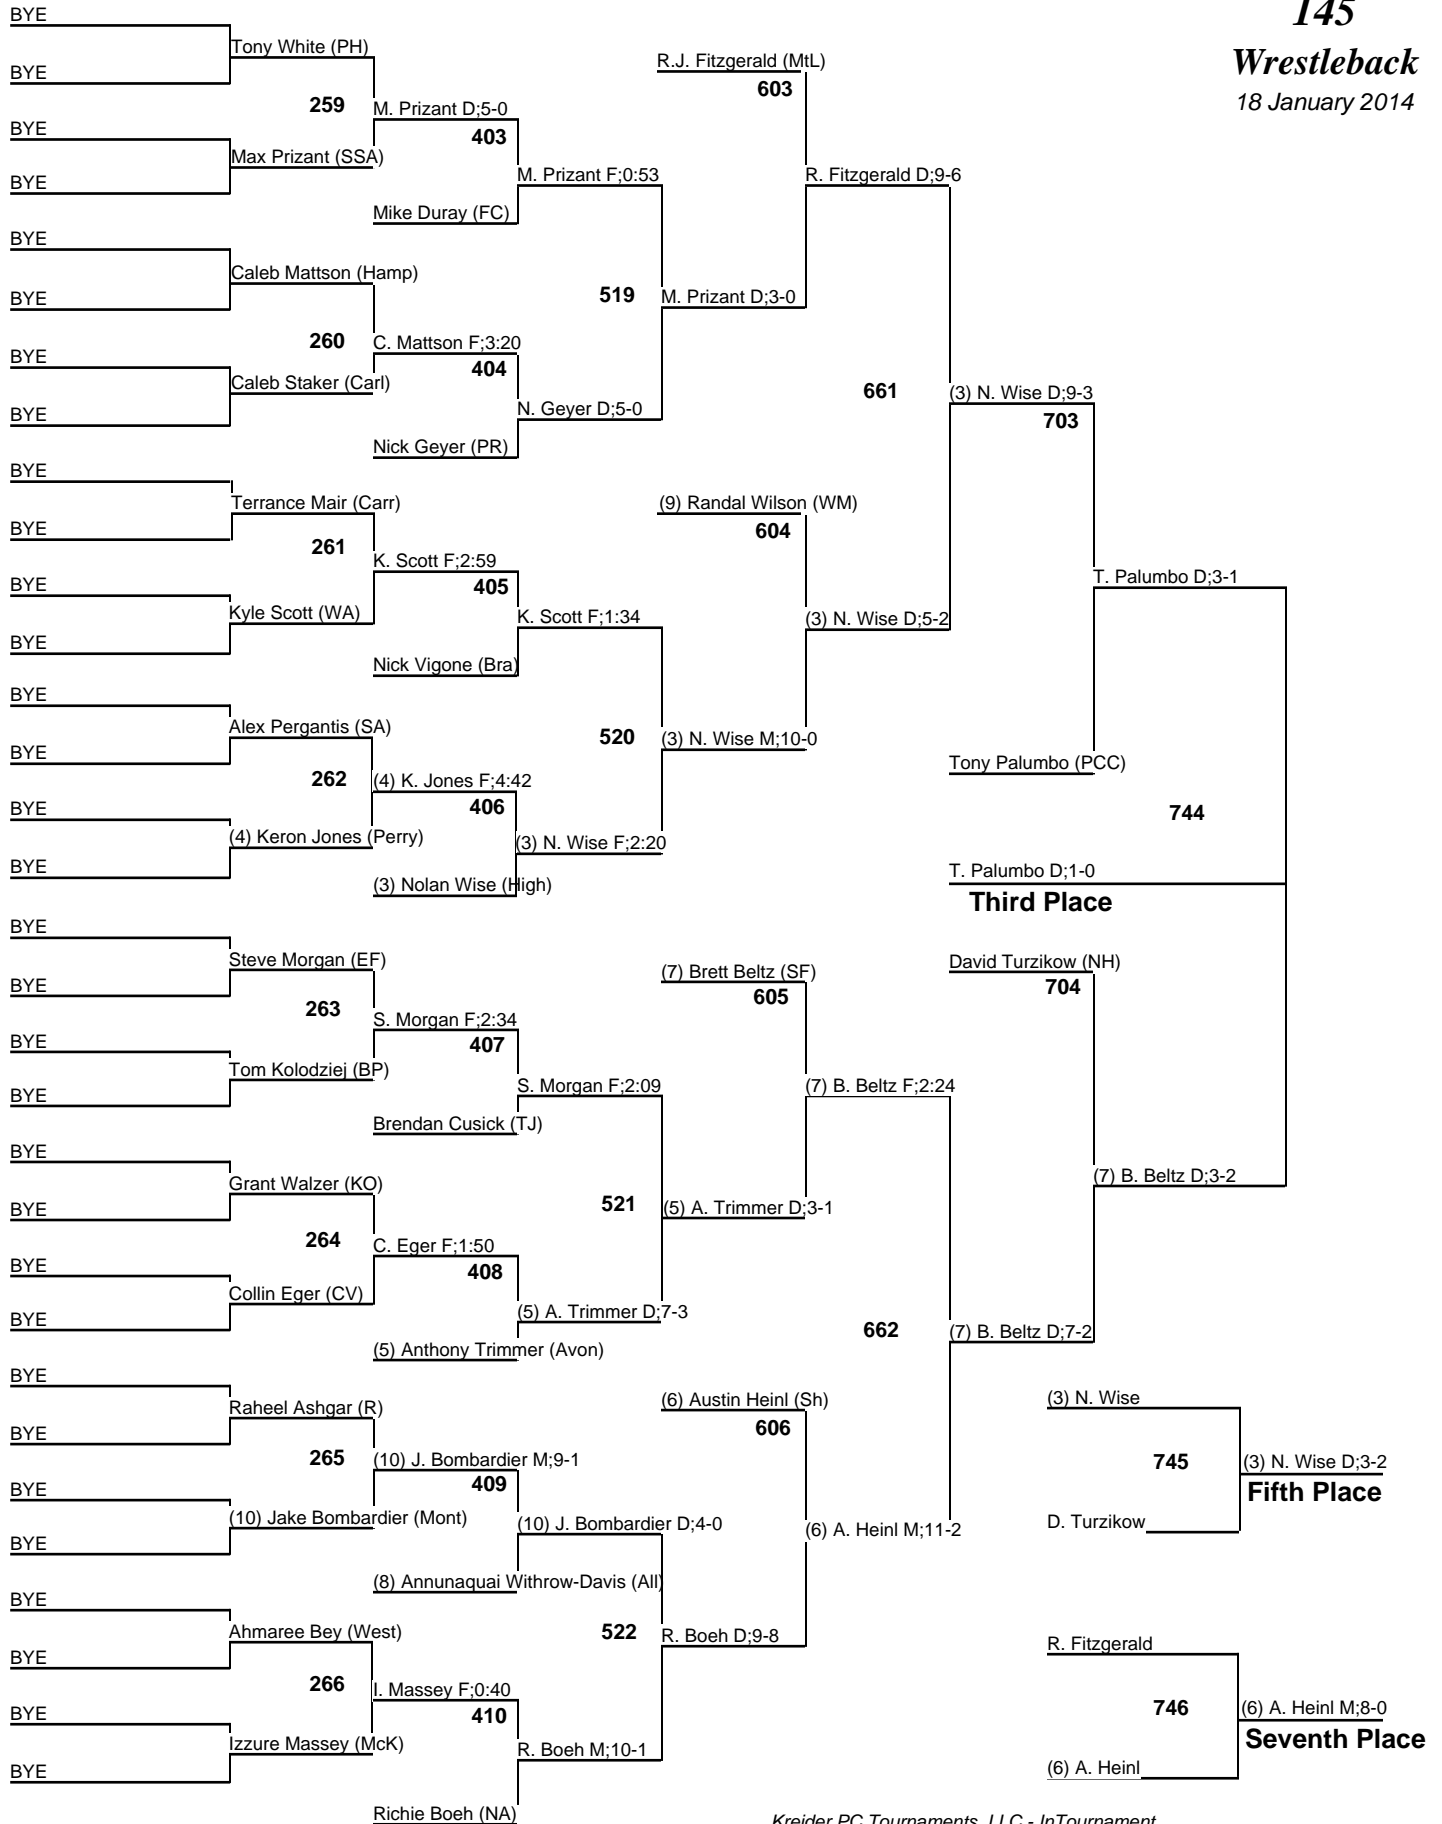 145
Wrestleback
18 January 2014
BYE
Tony White (PH)
BYE
259
M. Prizant D;5-0
403
BYE
Max Prizant (SSA)
BYE
M. Prizant F;0:53
Mike Duray (FC)
BYE
Caleb Mattson (Hamp)
BYE
519
M. Prizant D;3-0
260
C. Mattson F;3:20
404
BYE
Caleb Staker (Carl)
BYE
N. Geyer D;5-0
Nick Geyer (PR)
R.J. Fitzgerald (MtL)
603
R. Fitzgerald D;9-6
661
(3) N. Wise D;9-3
703
BYE
Terrance Mair (Carr)
BYE
261
K. Scott F;2:59
405
BYE
Kyle Scott (WA)
BYE
K. Scott F;1:34
Nick Vigone (Bra)
(9) Randal Wilson (WM)
604
(3) N. Wise D;5-2
BYE
Alex Pergantis (SA)
BYE
520
(3) N. Wise M;10-0
262
(4) K. Jones F;4:42
406
BYE
(4) Keron Jones (Perry)
BYE
(3) N. Wise F;2:20
(3) Nolan Wise (High)
T. Palumbo D;3-1
Tony Palumbo (PCC)
744
T. Palumbo D;1-0
Third Place
BYE
Steve Morgan (EF)
BYE
263
S. Morgan F;2:34
407
BYE
Tom Kolodziej (BP)
BYE
S. Morgan F;2:09
Brendan Cusick (TJ)
(7) Brett Beltz (SF)
605
(7) B. Beltz F;2:24
David Turzikow (NH)
704
BYE
Grant Walzer (KO)
BYE
521
(5) A. Trimmer D;3-1
(7) B. Beltz D;3-2
264
C. Eger F;1:50
408
BYE
Collin Eger (CV)
BYE
(5) A. Trimmer D;7-3
(5) Anthony Trimmer (Avon)
662
(7) B. Beltz D;7-2
BYE
Raheel Ashgar (R)
BYE
265
(10) J. Bombardier M;9-1
409
BYE
(10) Jake Bombardier (Mont)
BYE
(10) J. Bombardier D;4-0
(8) Annunaquai Withrow-Davis (All)
(6) Austin Heinl (Sh)
606
(6) A. Heinl M;11-2
(3) N. Wise
745
(3) N. Wise D;3-2
Fifth Place
D. Turzikow
BYE
Ahmaree Bey (West)
BYE
522
R. Boeh D;9-8
266
I. Massey F;0:40
410
BYE
Izzure Massey (McK)
BYE
R. Boeh M;10-1
Richie Boeh (NA)
R. Fitzgerald
746
(6) A. Heinl M;8-0
Seventh Place
(6) A. Heinl
Kreider PC Tournaments, LLC - InTournament